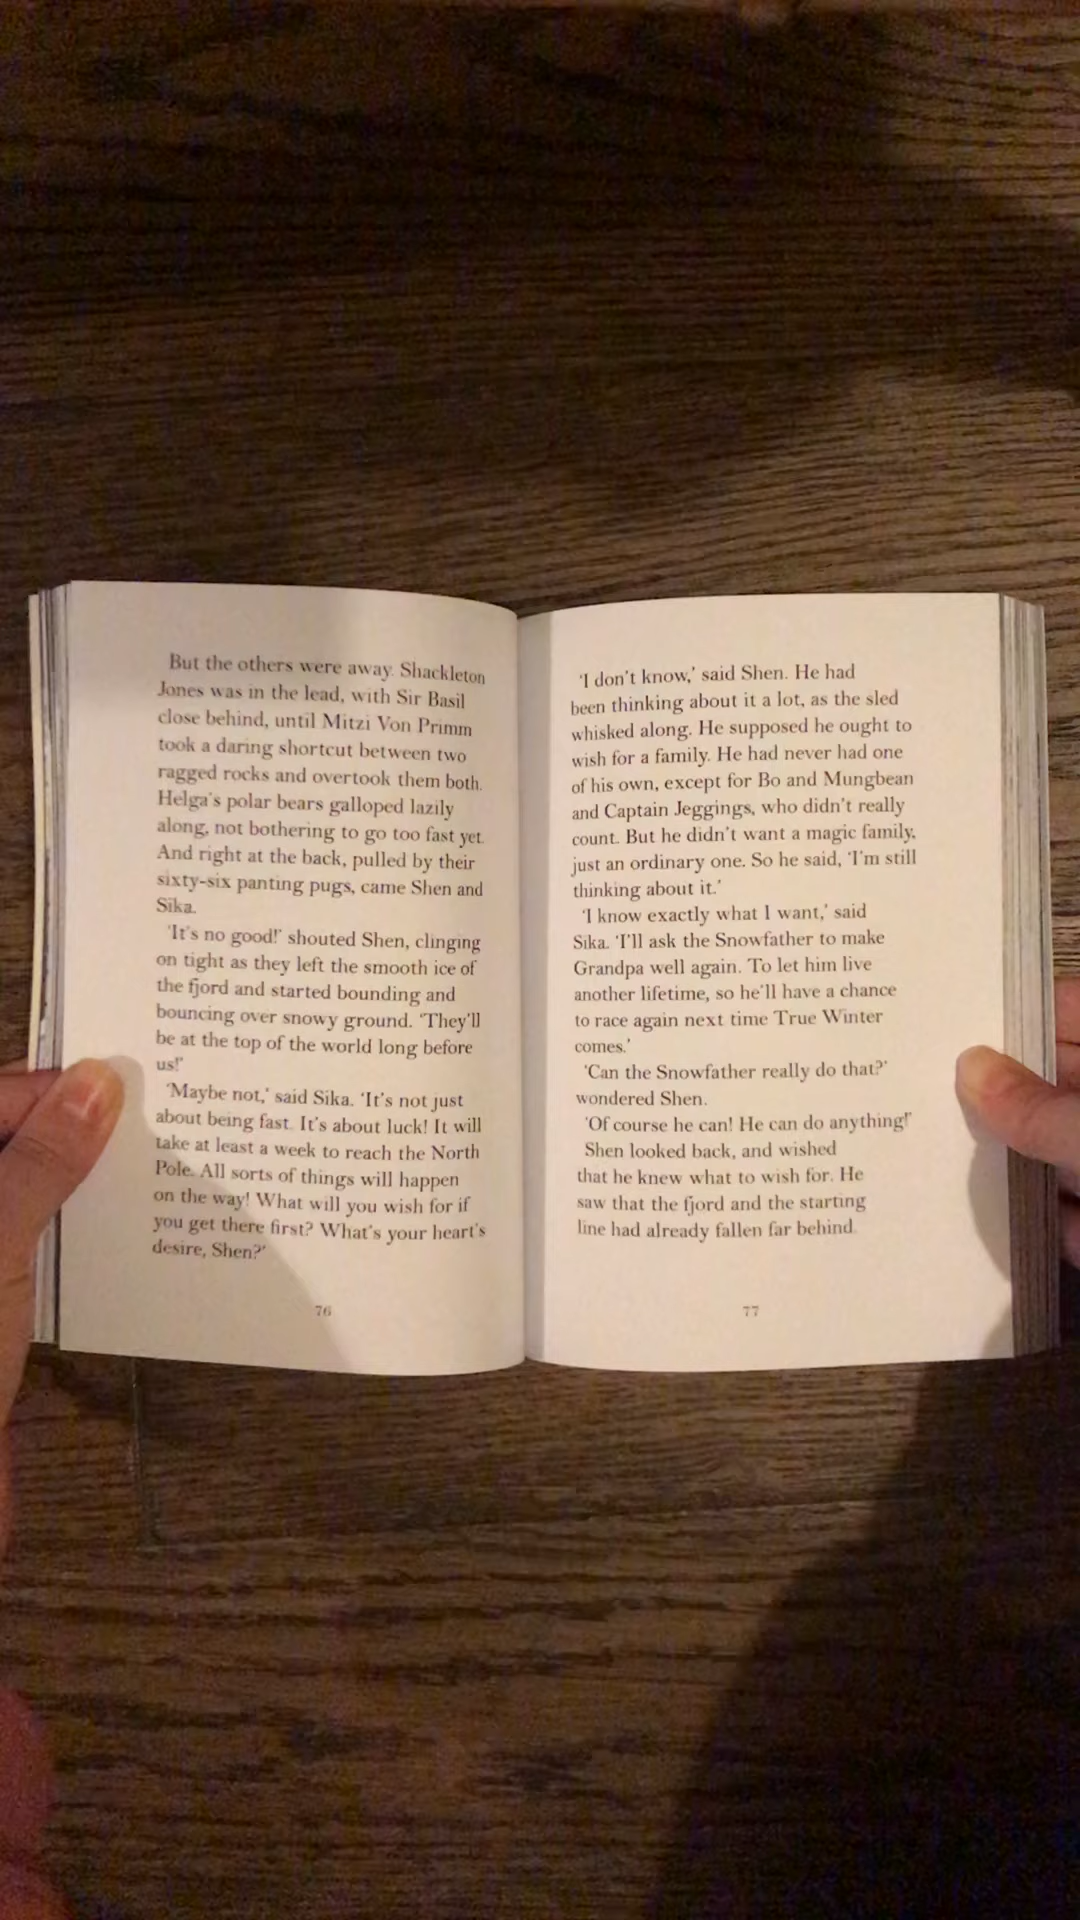 But the others were away. Shackleton
Jones was in the lead, with Sir Basil
close behind, until Mitzi Von Primm
took a daring shortcut between two
ragged rocks and overtook them both.
Helga's polar bears galloped lazily
along, not bothering to go too fast yet.
And right at the back, pulled by their
sixty-six panting pugs, came Shen and
Sika.
'It's no good!' shouted Shen, clinging
on tight as they left the smooth ice of
the fjord and started bounding and
bouncing over snowy ground. 'They'll
be at the top of the world long before
us!'
'Maybe not,' said Sika. 'It's not just
about being fast. It's about luck! It will
take at least a week to reach the North
Pole. All sorts of things will happen
on the way! What will you wish for if
you get there first? What's your heart's
desire, Shen?'
76
'I don't know,' said Shen. He had
been thinking about it a lot, as the sled
whisked along. He supposed he ought to
wish for a family. He had never had one
of his own, except for Bo and Mungbean
and Captain Jeggings, who didn't really
count. But he didn't want a magic family,
just an ordinary one. So he said, 'I'm still
thinking about it.'
'I know exactly what I want,' said
Sika. 'I'll ask the Snowfather to make
Grandpa well again. To let him live
another lifetime, so he'll have a chance
to race again next time True Winter
comes.'
'Can the Snowfather really do that?'
wondered Shen.
'Of course he can! He can do anything!'
Shen looked back, and wished
that he knew what to wish for. He
saw that the fjord and the starting
line had already fallen far behind.
77